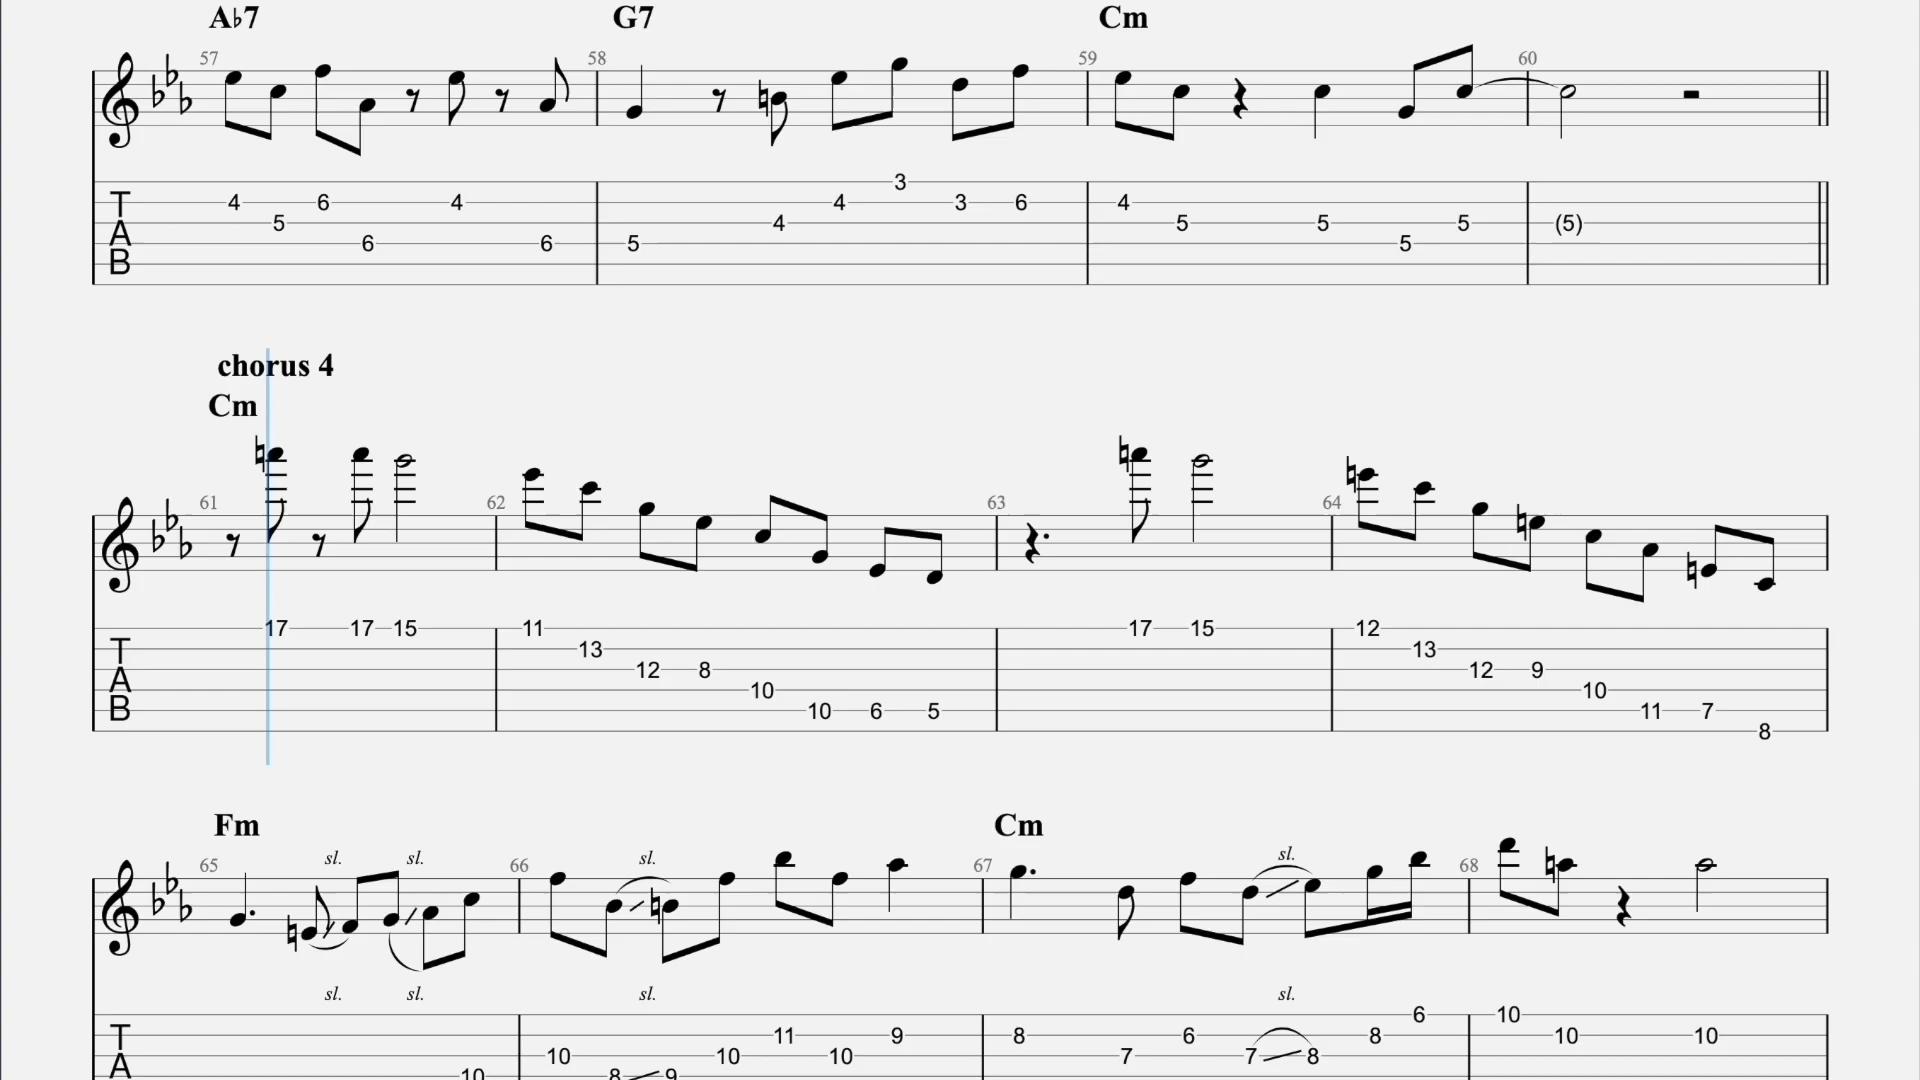 A♭7 G7 Cm
57 58 59 60
3
T 4 6 4 4 3 6 4
5 4 5 5 5 (5)
A 6 6 5 5
B
chorus 4
Cm
61 62 63 64
17 17 15 11 17 15 12
T 13 13
A 12 8 12 9
10 10
B 10 6 5 11 7
8
Fm Cm
65 sl. sl. 66 sl. 67 sl. 68
sl. sl. sl. sl.
6 10
T 11 9 8 6 8 10 10
A 10 10 10 7 7 8
10 8 9